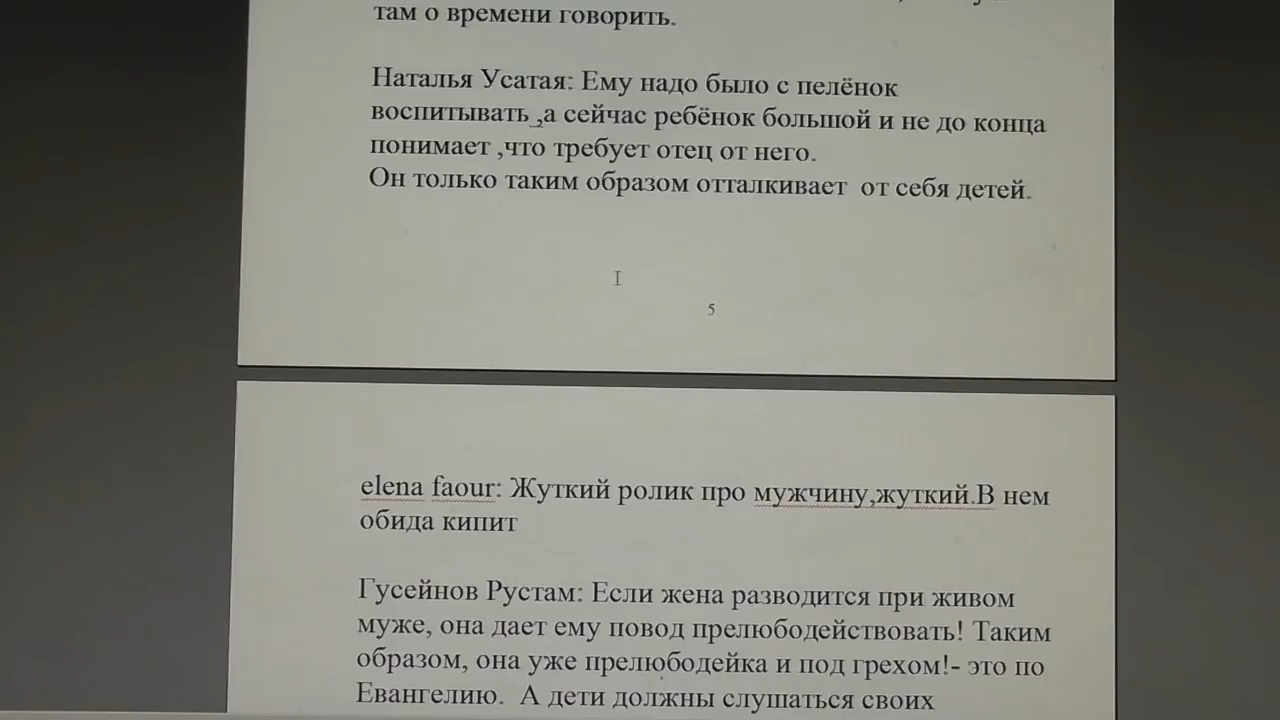 там о времени говорить.
Наталья Усатая: Ему надо было с пелёнок
воспитывать ,а сейчас ребёнок большой и не до конца
понимает ,что требует отец от него.
Он только таким образом отталкивает от себя детей.
5
elena faour: Жуткий ролик про мужчину,жуткий.В нем
обида кипит
Гусейнов Рустам: Если жена разводится при живом
муже, она дает ему повод прелюбодействовать! Таким
образом, она уже прелюбодейка и под грехом!- это по
Евангелию. А дети должны слушаться своих